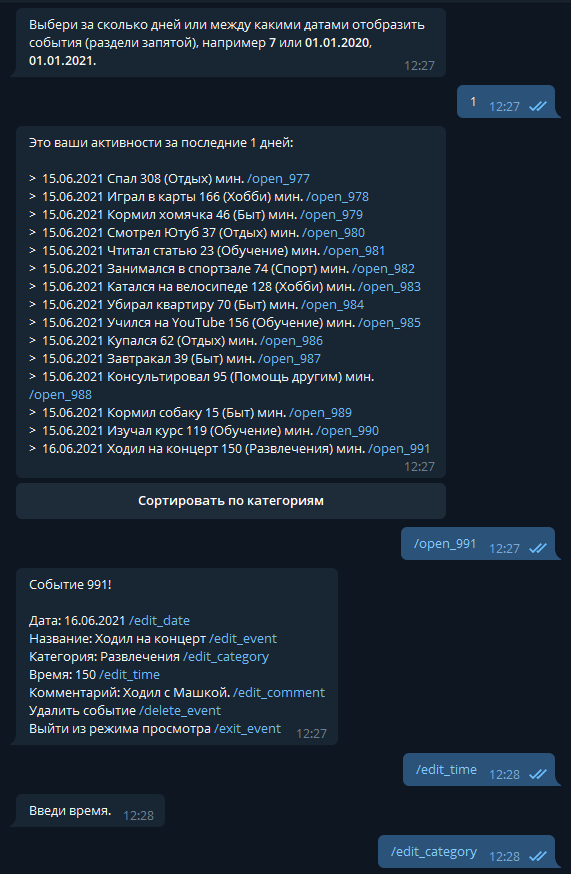 Выбери за сколько дней или между какими датами отобразить
события (раздели запятой), например 7 или 01.01.2020,
01.01.2021.
12:27
1 12:27
Это ваши активности за последние 1 дней:
> 15.06.2021 Спал 308 (Отдых) мин. /open_977
> 15.06.2021 Играл в карты 166 (Хобби) мин. /open_978
> 15.06.2021 Кормил хомячка 46 (Быт) мин. /open_979
> 15.06.2021 Смотрел Ютуб 37 (Отдых) мин. /open_980
> 15.06.2021 Чтитал статью 23 (Обучение) мин. /open_981
> 15.06.2021 Занимался в спортзале 74 (Спорт) мин. /open_982
> 15.06.2021 Катался на велосипеде 128 (Хобби) мин. /open_983
> 15.06.2021 Убирал квартиру 70 (Быт) мин. /open_984
> 15.06.2021 Учился на YouTube 156 (Обучение) мин. /open_985
> 15.06.2021 Купался 62 (Отдых) мин. /open_986
> 15.06.2021 Завтракал 39 (Быт) мин. /open_987
> 15.06.2021 Консультировал 95 (Помощь другим) мин.
/open_988
> 15.06.2021 Кормил собаку 15 (Быт) мин. /open_989
> 15.06.2021 Изучал курс 119 (Обучение) мин. /open_990
> 16.06.2021 Ходил на концерт 150 (Развлечения) мин. /open_991
12:27
Сортировать по категориям
/open_991 12:27
Событие 991!
Дата: 16.06.2021 /edit_date
Название: Ходил на концерт /edit_event
Категория: Развлечения /edit_category
Время: 150 /edit_time
Комментарий: Ходил с Машкой. /edit_comment
Удалить событие /delete_event
Выйти из режима просмотра /exit_event 12:27
/edit_time 12:28
Введи время. 12:28
/edit_category 12:28